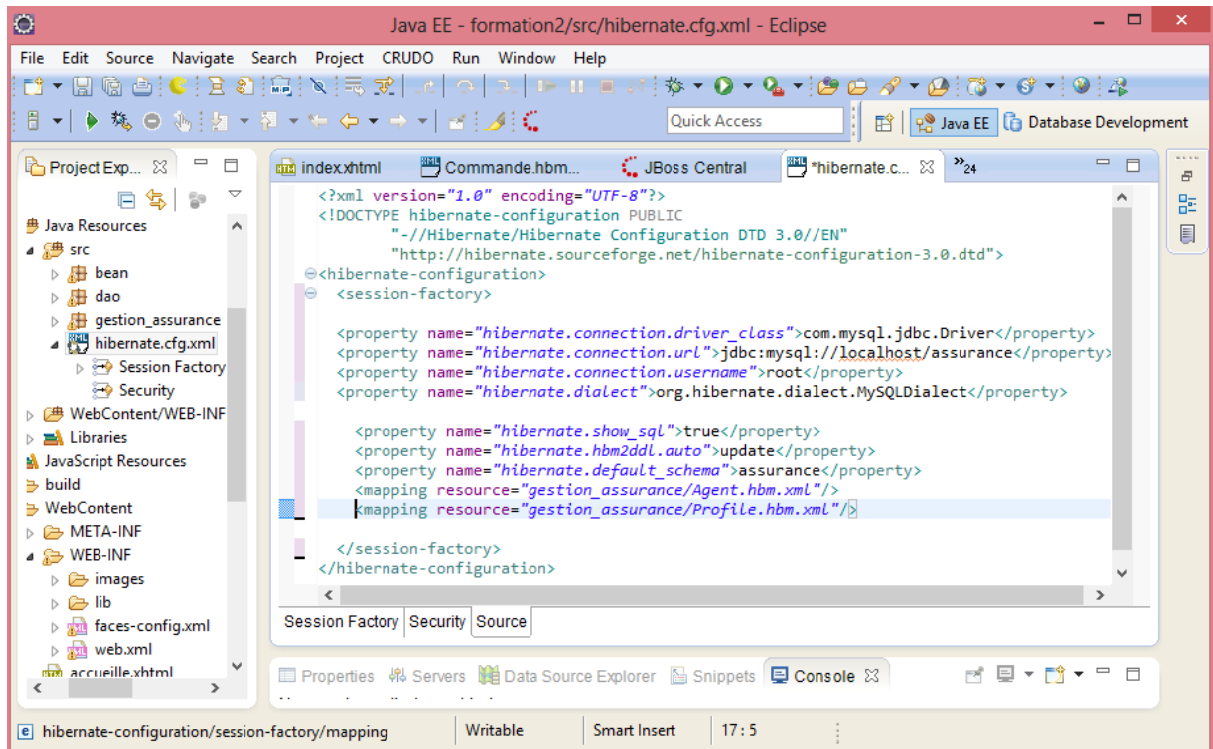 Java EE - formation2/src/hibernate.cfg.xml - Eclipse
File Edit Source Navigate Search Project CRUDO Run Window Help
Quick Access
Java EE
Database Development
Project Exp...
Java Resources
src
bean
dao
gestion_assurance
hibernate.cfg.xml
Session Factory
Security
WebContent/WEB-INF
Libraries
JavaScript Resources
build
WebContent
META-INF
WEB-INF
images
lib
faces-config.xml
web.xml
accueille.xhtml
index.xhtml
Commande.hbm...
JBoss Central
*hibernate.c...
»24
<?xml version="1.0" encoding="UTF-8"?>
<!DOCTYPE hibernate-configuration PUBLIC
"-//Hibernate/Hibernate Configuration DTD 3.0//EN"
"http://hibernate.sourceforge.net/hibernate-configuration-3.0.dtd">
<hibernate-configuration>
<session-factory>
<property name="hibernate.connection.driver_class">com.mysql.jdbc.Driver</property>
<property name="hibernate.connection.url">jdbc:mysql://localhost/assurance</property>
<property name="hibernate.connection.username">root</property>
<property name="hibernate.dialect">org.hibernate.dialect.MySQLDialect</property>
<property name="hibernate.show_sql">true</property>
<property name="hibernate.hbm2ddl.auto">update</property>
<property name="hibernate.default_schema">assurance</property>
<mapping resource="gestion_assurance/Agent.hbm.xml"/>
<mapping resource="gestion_assurance/Profile.hbm.xml"/>
</session-factory>
</hibernate-configuration>
Session Factory Security Source
Properties Servers Data Source Explorer Snippets Console
hibernate-configuration/session-factory/mapping
Writable
Smart Insert
17 : 5